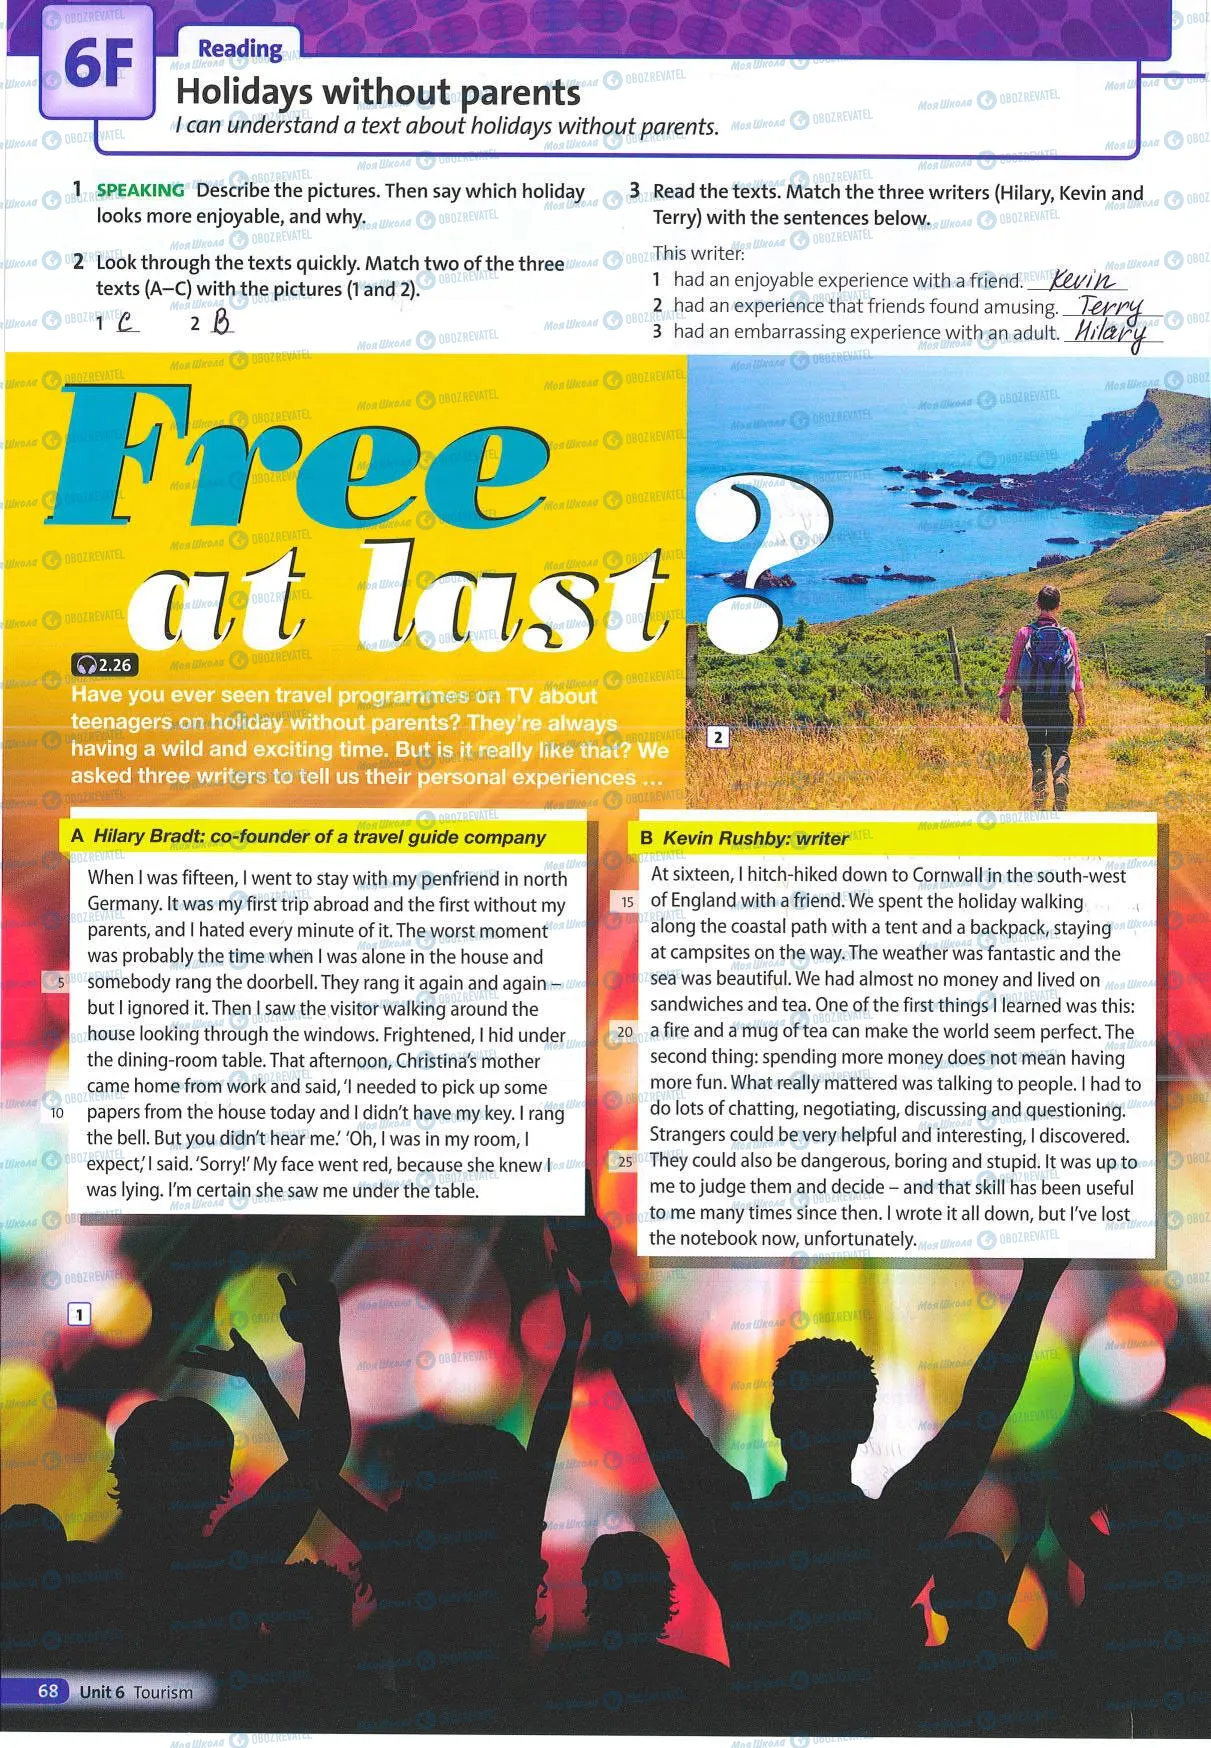 6F
Reading
Holidays without parents
I can understand a text about holidays without parents.
1 SPEAKING Describe the pictures. Then say which holiday
looks more enjoyable, and why.
2 Look through the texts quickly. Match two of the three
texts (A–C) with the pictures (1 and 2).
1 C 2 B
3 Read the texts. Match the three writers (Hilary, Kevin and
Terry) with the sentences below.
This writer:
1 had an enjoyable experience with a friend. Kevin
2 had an experience that friends found amusing. Terry
3 had an embarrassing experience with an adult. Hilary
Free
at last?
2.26
Have you ever seen travel programmes on TV about
teenagers on holiday without parents? They're always
having a wild and exciting time. But is it really like that? We
asked three writers to tell us their personal experiences ...
2
A Hilary Bradt: co-founder of a travel guide company
When I was fifteen, I went to stay with my penfriend in north
Germany. It was my first trip abroad and the first without my
parents, and I hated every minute of it. The worst moment
was probably the time when I was alone in the house and
5 somebody rang the doorbell. They rang it again and again –
but I ignored it. Then I saw the visitor walking around the
house looking through the windows. Frightened, I hid under
the dining-room table. That afternoon, Christina's mother
came home from work and said, 'I needed to pick up some
10 papers from the house today and I didn't have my key. I rang
the bell. But you didn't hear me.' 'Oh, I was in my room, I
expect,' I said. 'Sorry!' My face went red, because she knew I
was lying. I'm certain she saw me under the table.
B Kevin Rushby: writer
At sixteen, I hitch-hiked down to Cornwall in the south-west
15 of England with a friend. We spent the holiday walking
along the coastal path with a tent and a backpack, staying
at campsites on the way. The weather was fantastic and the
sea was beautiful. We had almost no money and lived on
sandwiches and tea. One of the first things I learned was this:
20 a fire and a mug of tea can make the world seem perfect. The
second thing: spending more money does not mean having
more fun. What really mattered was talking to people. I had to
do lots of chatting, negotiating, discussing and questioning.
Strangers could be very helpful and interesting, I discovered.
25 They could also be dangerous, boring and stupid. It was up to
me to judge them and decide – and that skill has been useful
to me many times since then. I wrote it all down, but I've lost
the notebook now, unfortunately.
1
68 Unit 6 Tourism
МояШкола OBOZREVATEL